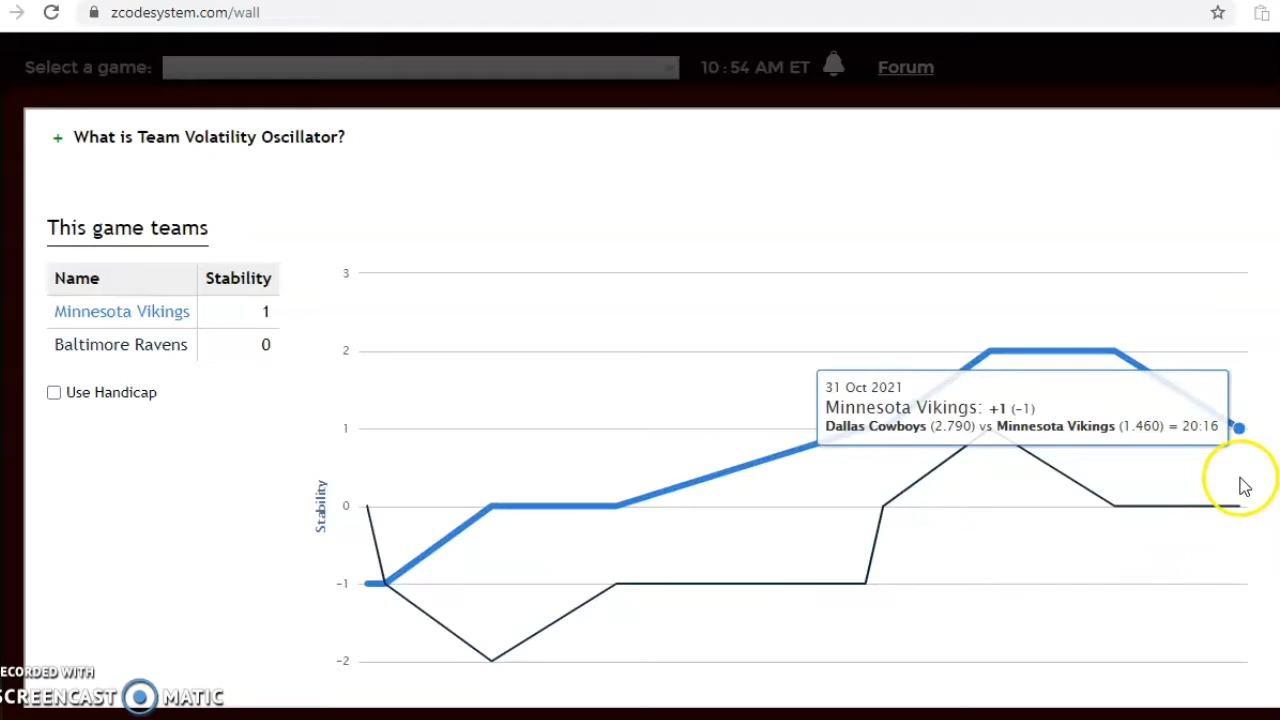 zcodesystem.com/wall
Select a game:
10:54 AM ET
Forum
+ What is Team Volatility Oscillator?
This game teams
Name Stability
Minnesota Vikings 1
Baltimore Ravens 0
Use Handicap
3
2
1
0
-1
-2
Stability
31 Oct 2021
Minnesota Vikings: +1 (-1)
Dallas Cowboys (2.790) vs Minnesota Vikings (1.460) = 20:16
ECORDED WITH
SCREENCAST MATIC